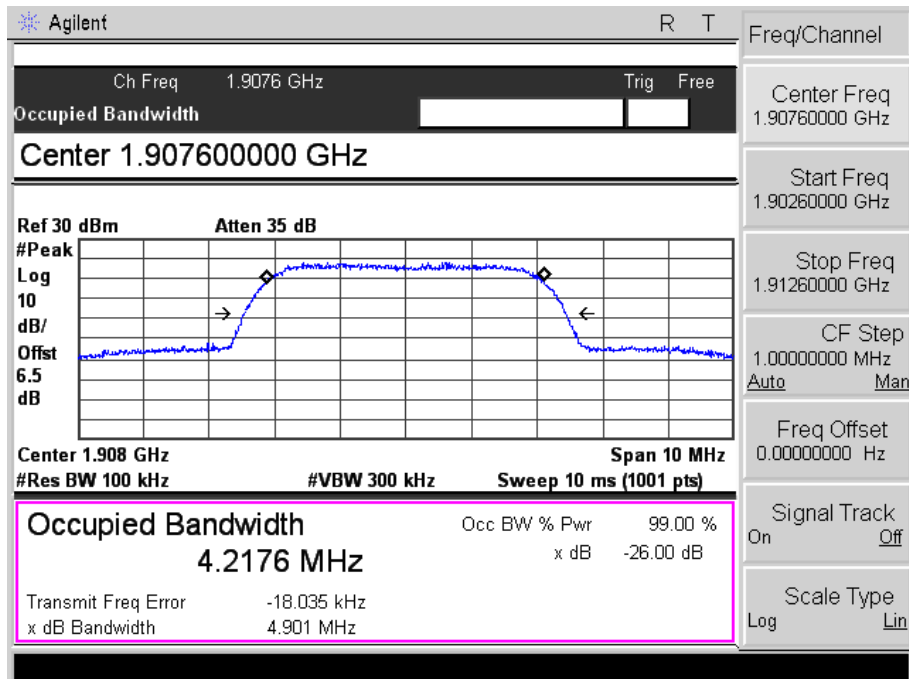 Agilent
R T
Freq/Channel
Ch Freq 1.9076 GHz
Trig Free
Occupied Bandwidth
Center 1.907600000 GHz
Ref 30 dBm
Atten 35 dB
#Peak
Log
10
dB/
Offst
6.5
dB
Center 1.908 GHz
Span 10 MHz
#Res BW 100 kHz
#VBW 300 kHz
Sweep 10 ms (1001 pts)
Occupied Bandwidth
4.2176 MHz
Occ BW % Pwr 99.00 %
x dB -26.00 dB
Transmit Freq Error -18.035 kHz
x dB Bandwidth 4.901 MHz
Center Freq
1.90760000 GHz
Start Freq
1.90260000 GHz
Stop Freq
1.91260000 GHz
CF Step
1.00000000 MHz
Auto Man
Freq Offset
0.00000000 Hz
Signal Track
On Off
Scale Type
Log Lin